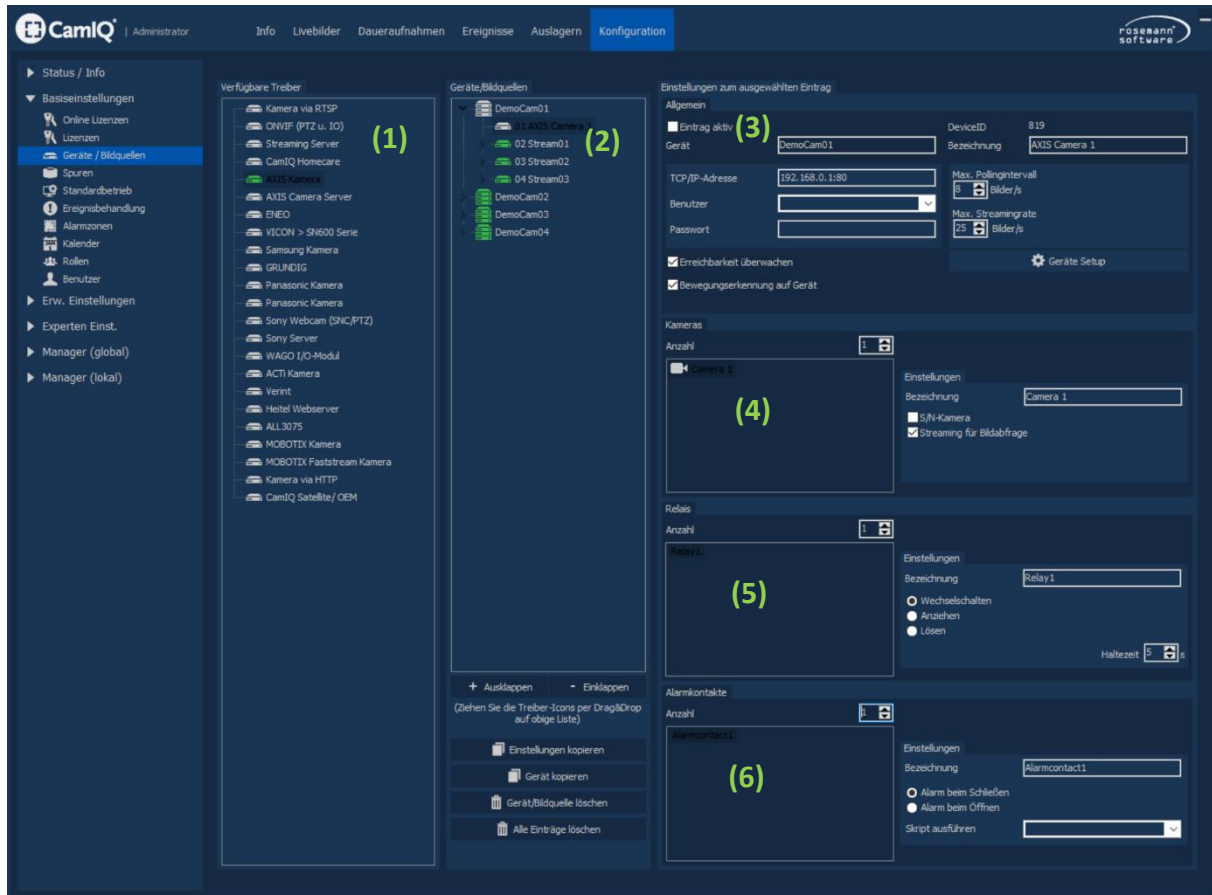 CamIQ | Administrator
Info Livebilder Daueraufnahmen Ereignisse Auslagern Konfiguration
rosemann software
Status / Info
Basiseinstellungen
Online Lizenzen
Lizenzen
Geräte / Bildquellen
Spuren
Standardbetrieb
Ereignisbehandlung
Alarmzonen
Kalender
Rollen
Benutzer
Erw. Einstellungen
Experten Einst.
Manager (global)
Manager (lokal)
Verfügbare Treiber
(1)
Kamera via RTSP
ONVIF (PTZ u. IO)
Streaming Server
CamIQ Homecare
AXIS Kamera
AXIS Camera Server
ENEO
VICON > SN600 Serie
Samsung Kamera
GRUNDIG
Panasonic Kamera
Panasonic Kamera
Sony Webcam (SNC/PTZ)
Sony Server
WAGO I/O-Modul
ACTi Kamera
Verint
Heitel Webserver
ALL3075
MOBOTIX Kamera
MOBOTIX Faststream Kamera
Kamera via HTTP
CamIQ Satellite/ OEM
Geräte/Bildquellen
(2)
DemoCam01
01 AXIS Camera 1
02 Stream01
03 Stream02
04 Stream03
DemoCam02
DemoCam03
DemoCam04
+ Ausklappen - Einklappen
(Ziehen Sie die Treiber-Icons per Drag&Drop
auf obige Liste)
Einstellungen kopieren
Gerät kopieren
Gerät/Bildquelle löschen
Alle Einträge löschen
Einstellungen zum ausgewählten Eintrag
Allgemein
Eintrag aktiv (3) DeviceID 819
Gerät DemoCam01 Bezeichnung AXIS Camera 1
TCP/IP-Adresse 192.168.0.1:80
Benutzer
Passwort
Max. Pollingintervall
8 Bilder/s
Max. Streamingrate
25 Bilder/s
Erreichbarkeit überwachen
Geräte Setup
Bewegungserkennung auf Gerät
Kameras
Anzahl 1
Camera 1
(4)
Einstellungen
Bezeichnung Camera 1
S/N-Kamera
Streaming für Bildabfrage
Relais
Anzahl 1
Relay1
(5)
Einstellungen
Bezeichnung Relay1
Wechselschalten
Anziehen
Lösen
Haltezeit 5 s
Alarmkontakte
Anzahl 1
Alarmcontact1
(6)
Einstellungen
Bezeichnung Alarmcontact1
Alarm beim Schließen
Alarm beim Öffnen
Skript ausführen